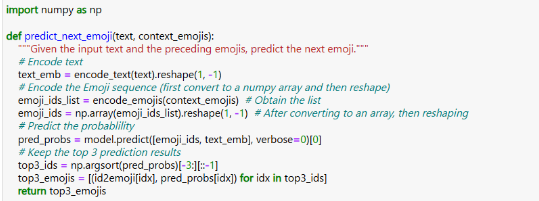 import numpy as np
def predict_next_emoji(text, context_emojis):
    """Given the input text and the preceding emojis, predict the next emoji."""
    # Encode text
    text_emb = encode_text(text).reshape(1, -1)
    # Encode the Emoji sequence (first convert to a numpy array and then reshape)
    emoji_ids_list = encode_emojis(context_emojis)  # Obtain the list
    emoji_ids = np.array(emoji_ids_list).reshape(1, -1)  # After converting to an array, then reshaping
    # Predict the probablility
    pred_probs = model.predict([emoji_ids, text_emb], verbose=0)[0]
    # Keep the top 3 prediction results
    top3_ids = np.argsort(pred_probs)[-3:][::-1]
    top3_emojis = [(id2emoji[idx], pred_probs[idx]) for idx in top3_ids]
    return top3_emojis